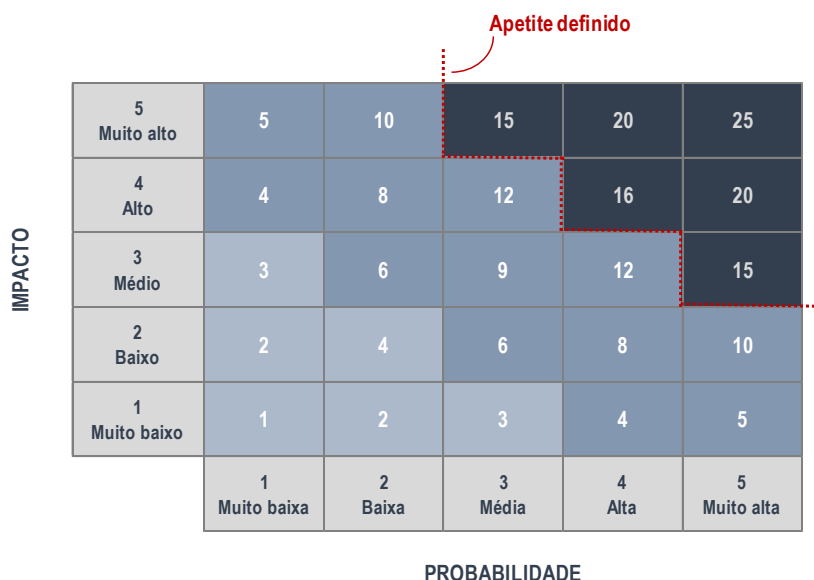 Apetite definido
5
Muito alto
5 10 15 20 25
4
Alto
4 8 12 16 20
3
Médio
3 6 9 12 15
2
Baixo
2 4 6 8 10
1
Muito baixo
1 2 3 4 5
IMPACTO
1 2 3 4 5
Muito baixa Baixa Média Alta Muito alta
PROBABILIDADE